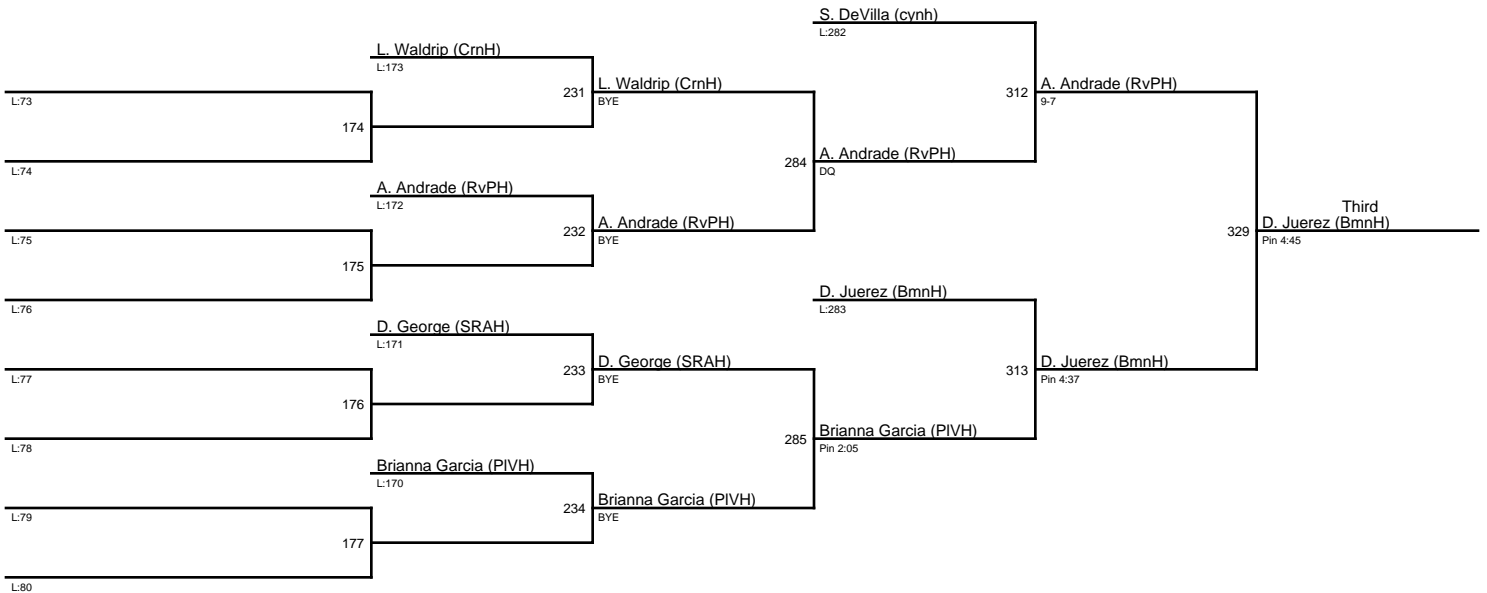 S. DeVilla (cynh)
L:282
L. Waldrip (CrnH)
L:173
231
L. Waldrip (CrnH)
BYE
312
A. Andrade (RvPH)
9-7
L:73
174
284
A. Andrade (RvPH)
DQ
L:74
A. Andrade (RvPH)
L:172
232
A. Andrade (RvPH)
BYE
L:75
175
Third
329
D. Juerez (BmnH)
Pin 4:45
L:76
D. Juerez (BmnH)
L:283
D. George (SRAH)
L:171
233
D. George (SRAH)
BYE
313
D. Juerez (BmnH)
Pin 4:37
L:77
176
285
Brianna Garcia (PlVH)
Pin 2:05
L:78
Brianna Garcia (PlVH)
L:170
234
Brianna Garcia (PlVH)
BYE
L:79
177
L:80